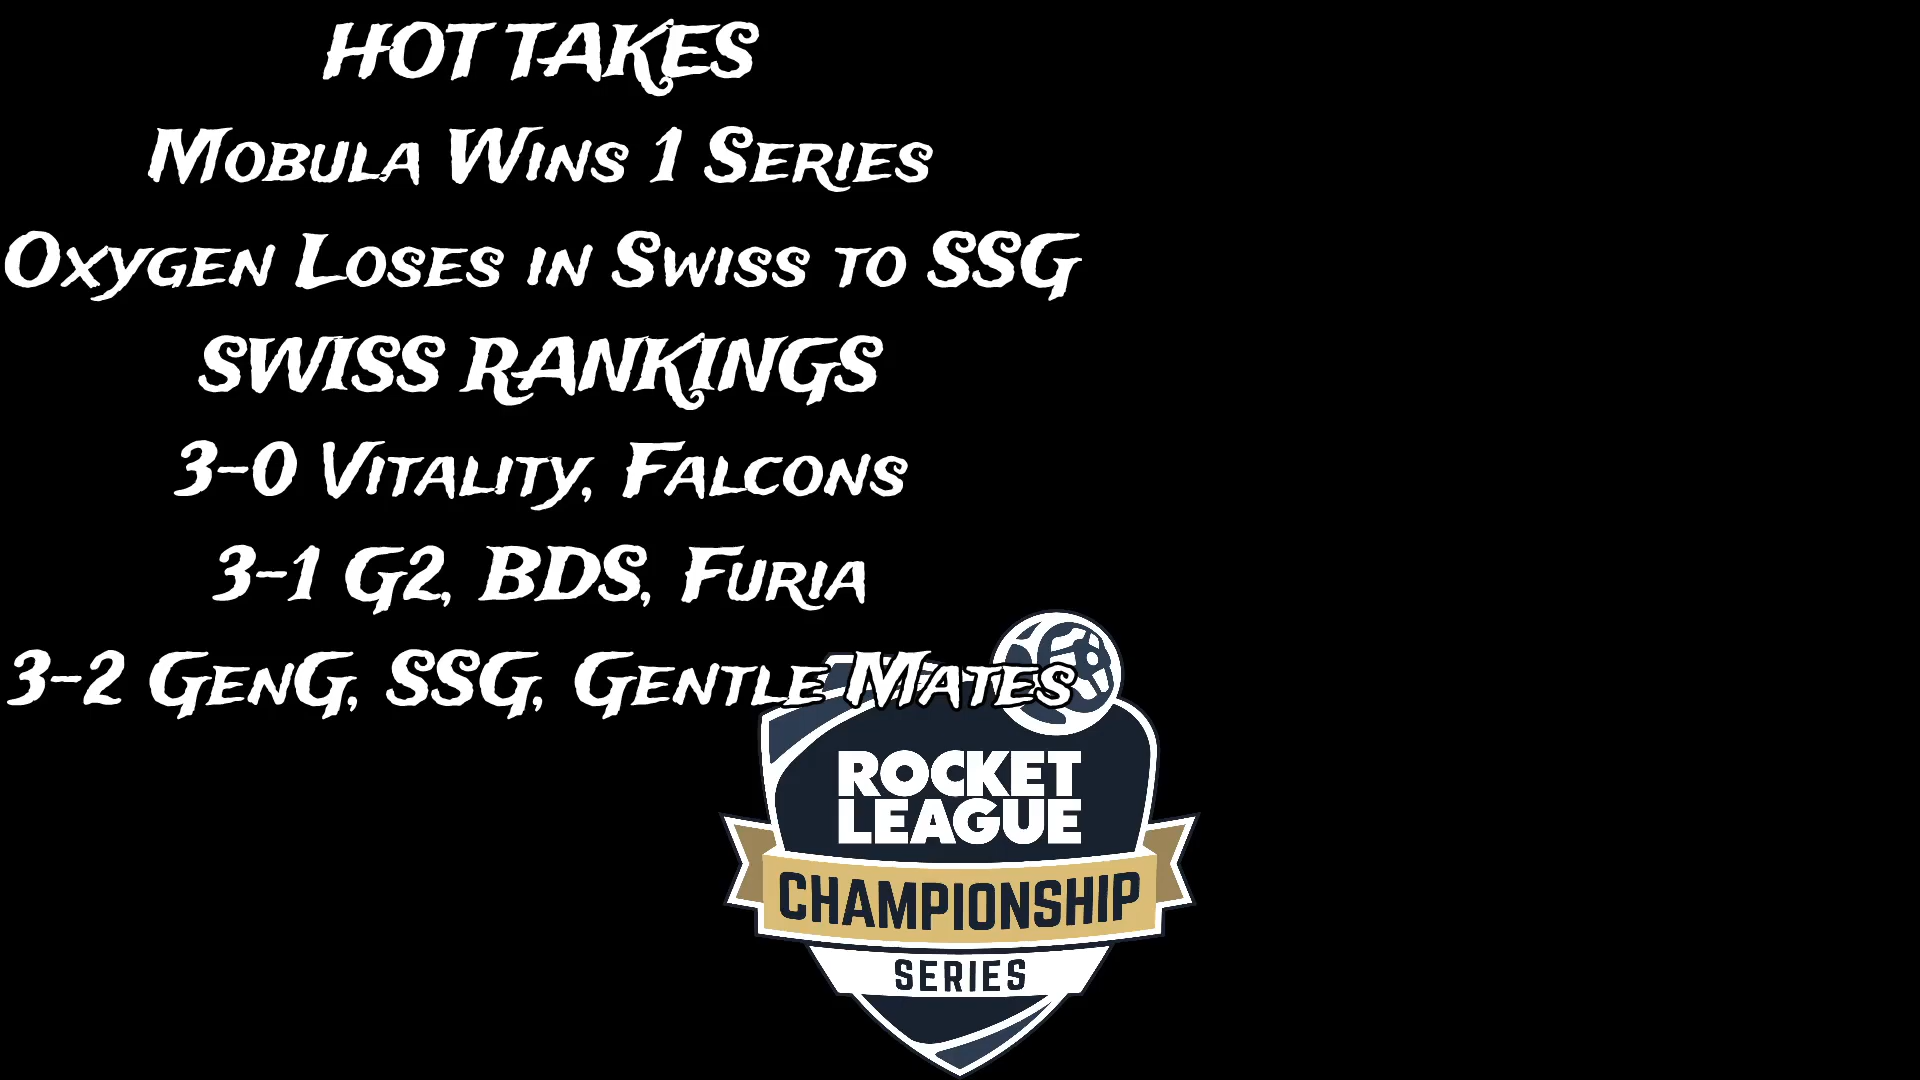 HOT TAKES
Mobula Wins 1 Series
Oxygen Loses in Swiss to SSG
SWISS RANKINGS
3-0 Vitality, Falcons
3-1 G2, BDS, Furia
3-2 GenG, SSG, Gentle Mates
ROCKET
LEAGUE
CHAMPIONSHIP
SERIES